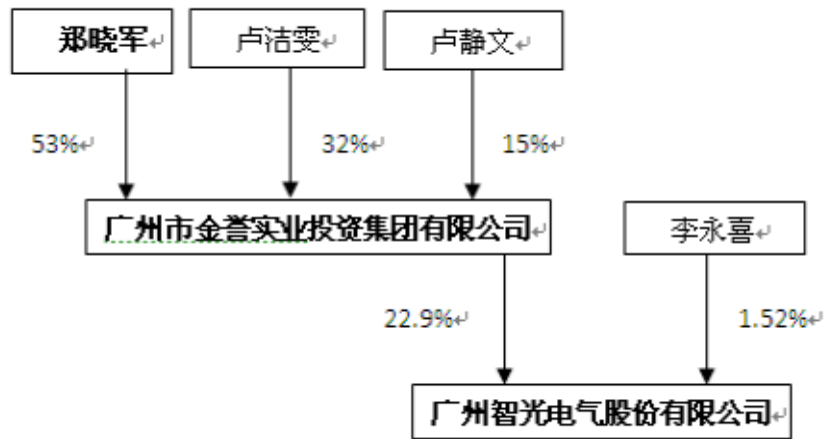 郑晓军
卢洁雯
卢静文
53%
32%
15%
广州市金誉实业投资集团有限公司
李永喜
22.9%
1.52%
广州智光电气股份有限公司